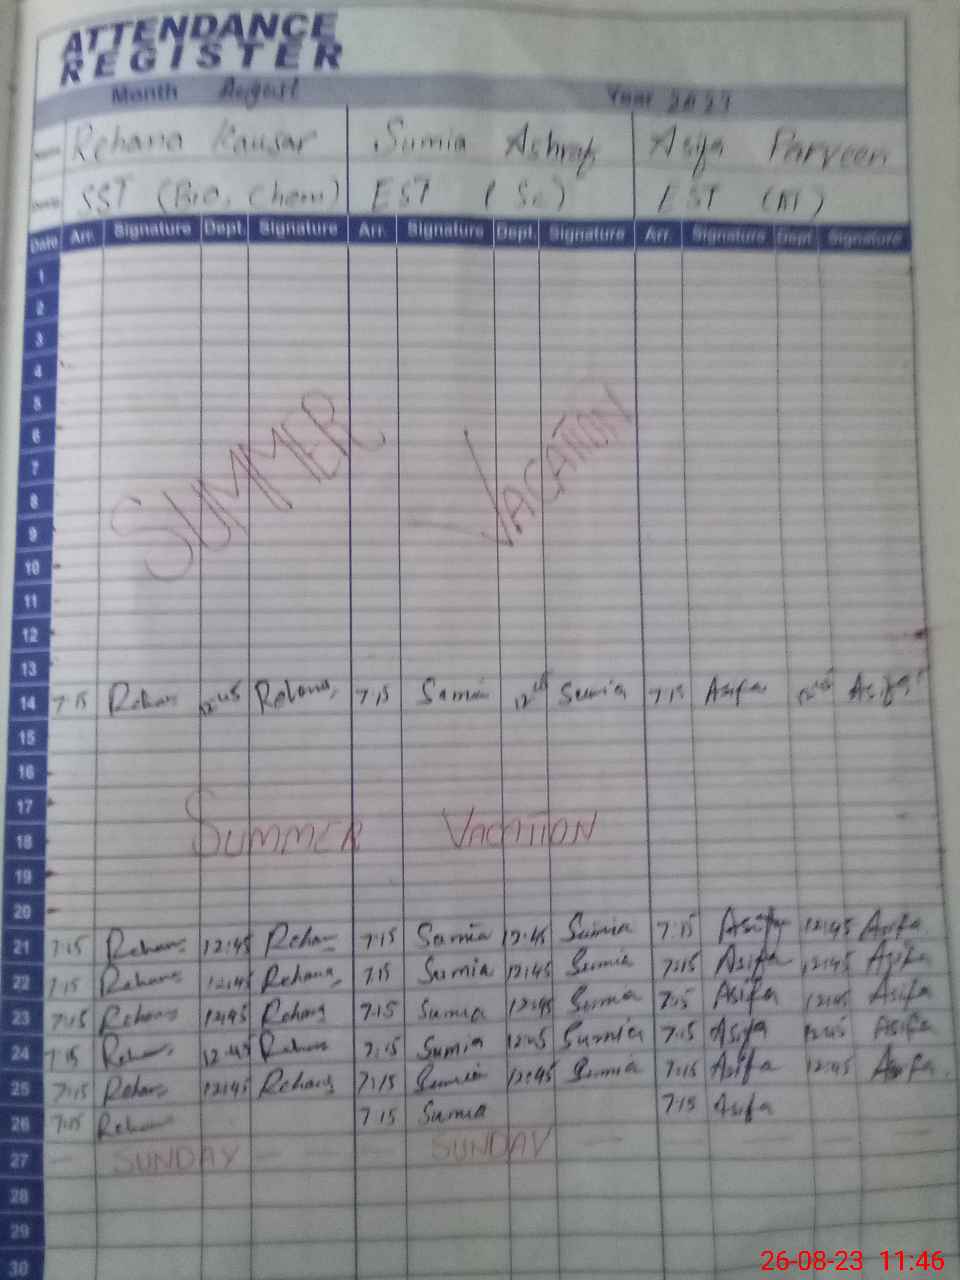 ATTENDANCE
REGISTER
Month August Year 2023
Name Rehana Kausar Sumia Ashraf Asifa Parveen
Desig. SST (Bio, Chem) EST (Sc) EST (AT)
Date Arr. Signature Dept. Signature Arr. Signature Dept. Signature Arr. Signature Dept. Signature
1
2
3
4
5
6
7
8
9
10
11
12
13
SUMMER VACATION
14 7:15 Rehana 12:45 Rehana 7:15 Sumia 12:45 Sumia 7:15 Asifa 12:45 Asifa
15
16
17
18 SUMMER VACATION
19
20
21 7:15 Rehana 12:45 Rehana 7:15 Sumia 12:45 Sumia 7:15 Asifa 12:45 Asifa
22 7:15 Rehana 12:45 Rehana 7:15 Sumia 12:45 Sumia 7:15 Asifa 12:45 Asifa
23 7:15 Rehana 12:45 Rehana 7:15 Sumia 12:45 Sumia 7:15 Asifa 12:45 Asifa
24 7:15 Rehana 12:45 Rehana 7:15 Sumia 12:45 Sumia 7:15 Asifa 12:45 Asifa
25 7:15 Rehana 12:45 Rehana 7:15 Sumia 12:45 Sumia 7:15 Asifa 12:45 Asifa
26 7:15 Rehana 7:15 Sumia 7:15 Asifa
27 SUNDAY SUNDAY
28
29
30
26-08-23 11:46